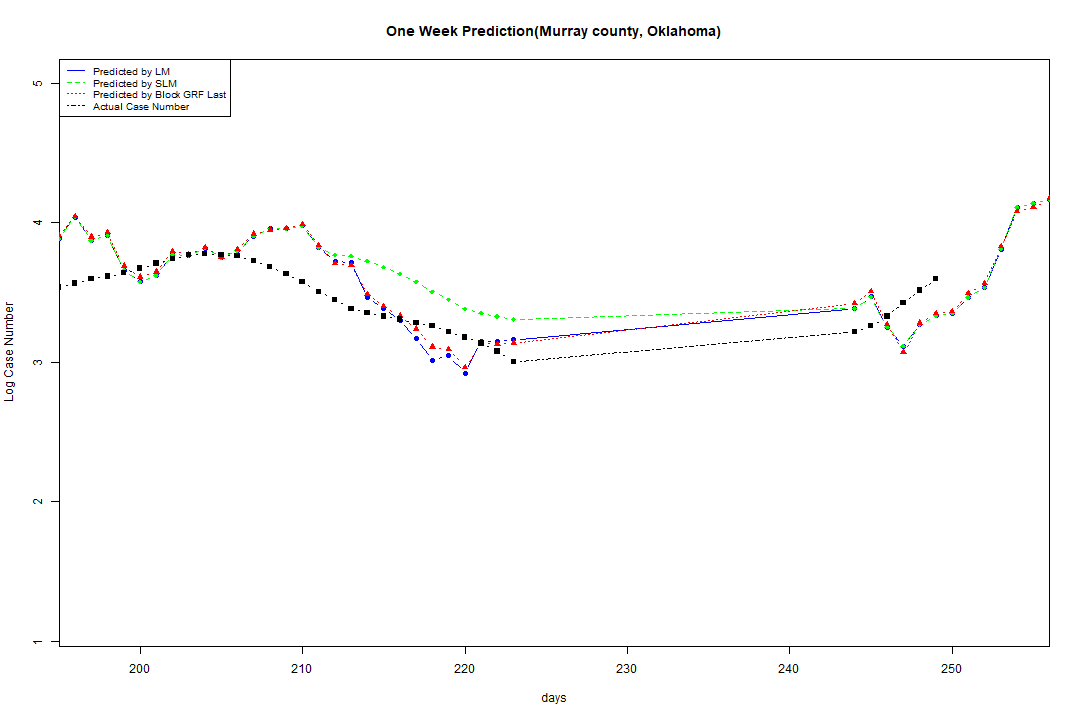 One Week Prediction(Murray county, Oklahoma)
Predicted by LM
Predicted by SLM
Predicted by Block GRF Last
Actual Case Number
5
4
3
2
1
Log Case Number
200 210 220 230 240 250
days